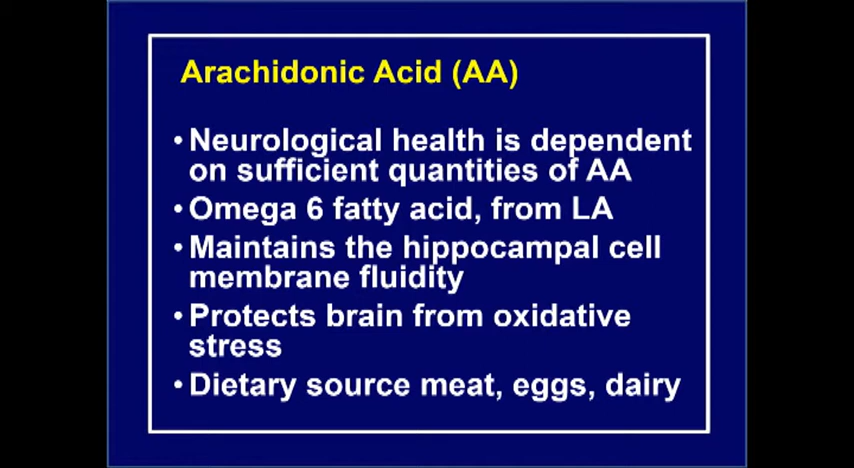 Arachidonic Acid (AA)
• Neurological health is dependent
on sufficient quantities of AA
• Omega 6 fatty acid, from LA
• Maintains the hippocampal cell
membrane fluidity
• Protects brain from oxidative
stress
• Dietary source meat, eggs, dairy